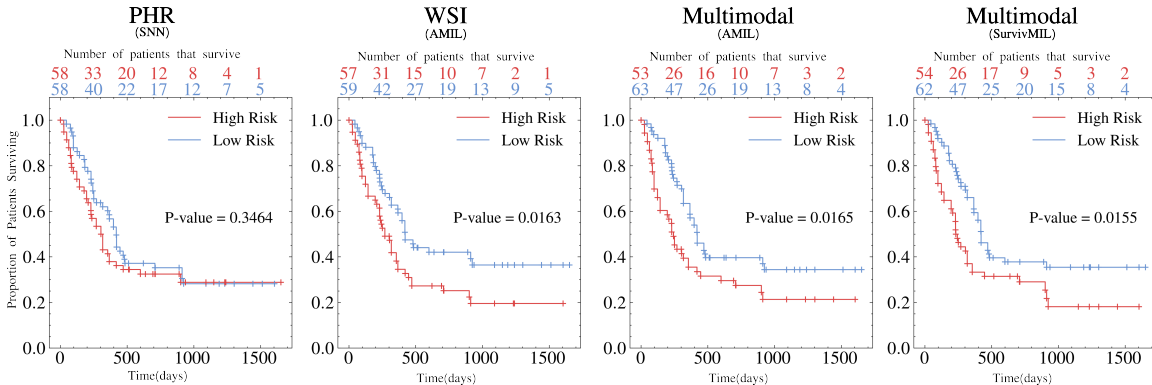 PHR
(SNN)
Number of patients that survive
58 33 20 12 8 4 1
58 40 22 17 12 7 5
High Risk
Low Risk
P-value = 0.3464
Proportion of Patients Surviving
1.0
0.8
0.6
0.4
0.2
0.0
0 500 1000 1500
Time(days)
WSI
(AMIL)
Number of patients that survive
57 31 15 10 7 2 1
59 42 27 19 13 9 5
High Risk
Low Risk
P-value = 0.0163
1.0
0.8
0.6
0.4
0.2
0.0
0 500 1000 1500
Time(days)
Multimodal
(AMIL)
Number of patients that survive
53 26 16 10 7 3 2
63 47 26 19 13 8 4
High Risk
Low Risk
P-value = 0.0165
1.0
0.8
0.6
0.4
0.2
0.0
0 500 1000 1500
Time(days)
Multimodal
(SurvivMIL)
Number of patients that survive
54 26 17 9 5 3 2
62 47 25 20 15 8 4
High Risk
Low Risk
P-value = 0.0155
1.0
0.8
0.6
0.4
0.2
0.0
0 500 1000 1500
Time(days)